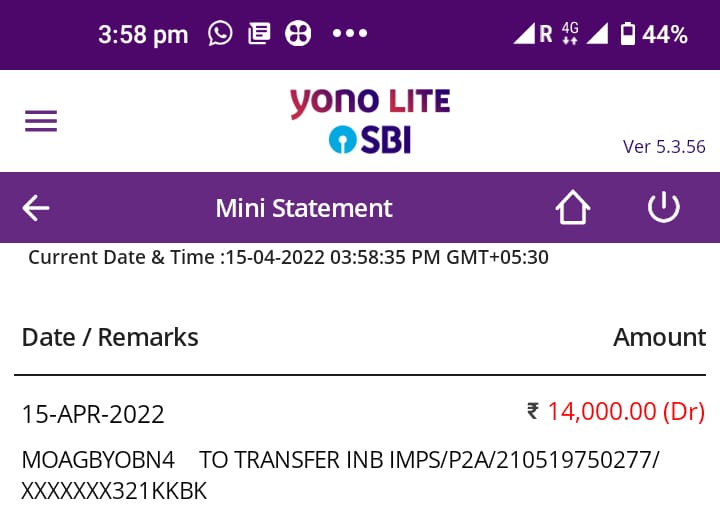 3:58 pm R 4G 44%
yono LITE
SBI
Ver 5.3.56
Mini Statement
Current Date & Time :15-04-2022 03:58:35 PM GMT+05:30
Date / Remarks Amount
15-APR-2022 ₹ 14,000.00 (Dr)
MOAGBYOBN4 TO TRANSFER INB IMPS/P2A/210519750277/
XXXXXXX321KKBK